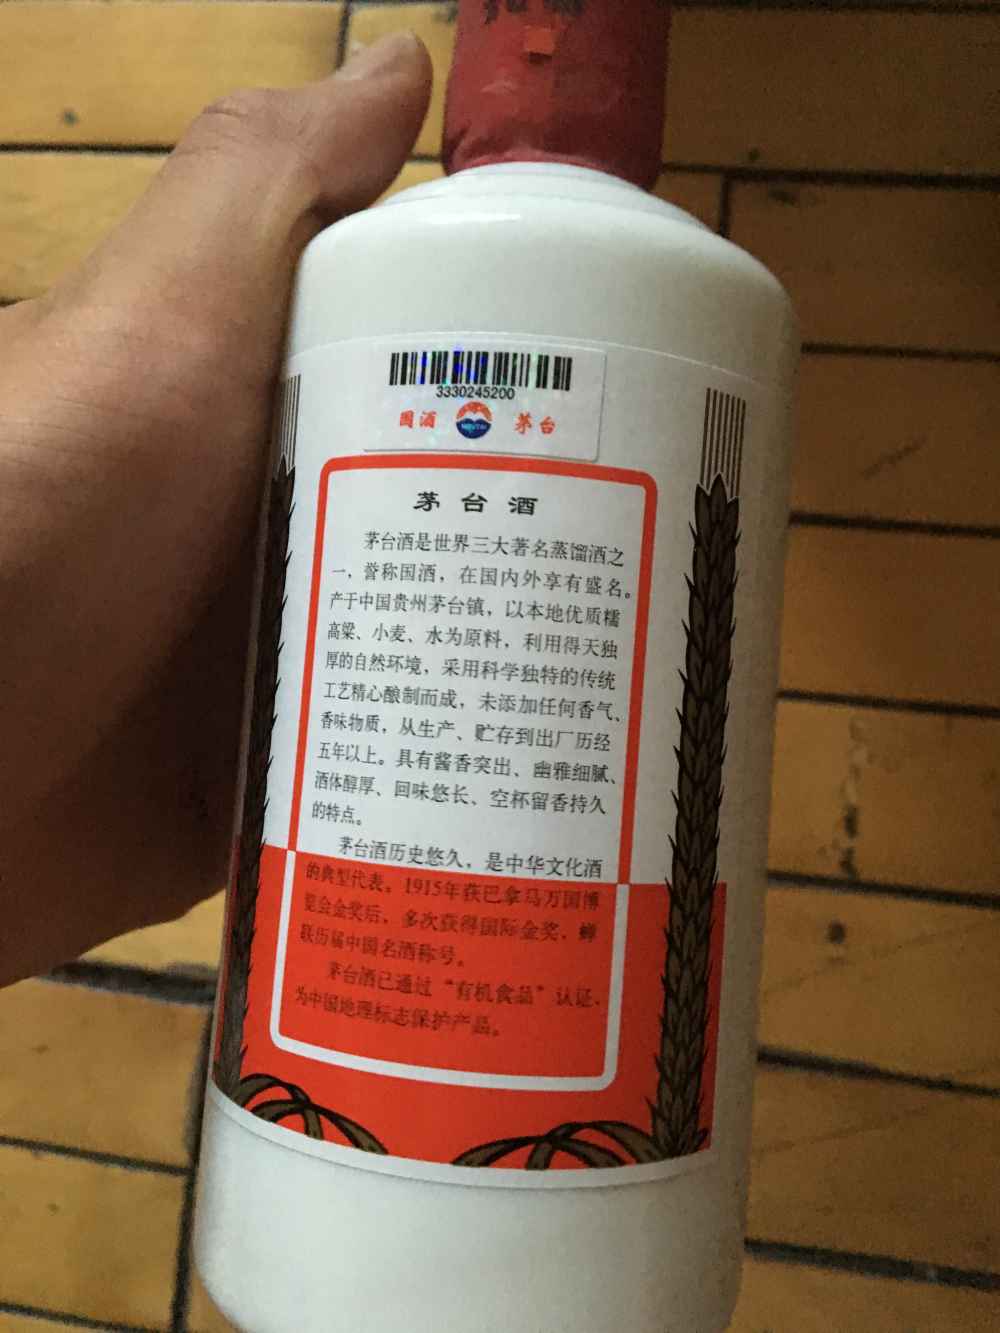 3330245200
国酒 MOUTAI 茅台
茅台酒
茅台酒是世界三大著名蒸馏酒之
一，誉称国酒，在国内外享有盛名。
产于中国贵州茅台镇，以本地优质糯
高粱、小麦、水为原料，利用得天独
厚的自然环境，采用科学独特的传统
工艺精心酿制而成，未添加任何香气、
香味物质，从生产、贮存到出厂历经
五年以上。具有酱香突出、幽雅细腻、
酒体醇厚、回味悠长、空杯留香持久
的特点。
茅台酒历史悠久，是中华文化酒
的典型代表。1915年获巴拿马万国博
览会金奖后，多次获得国际金奖，蝉
联历届中国名酒称号。
茅台酒已通过“有机食品”认证，
为中国地理标志保护产品。